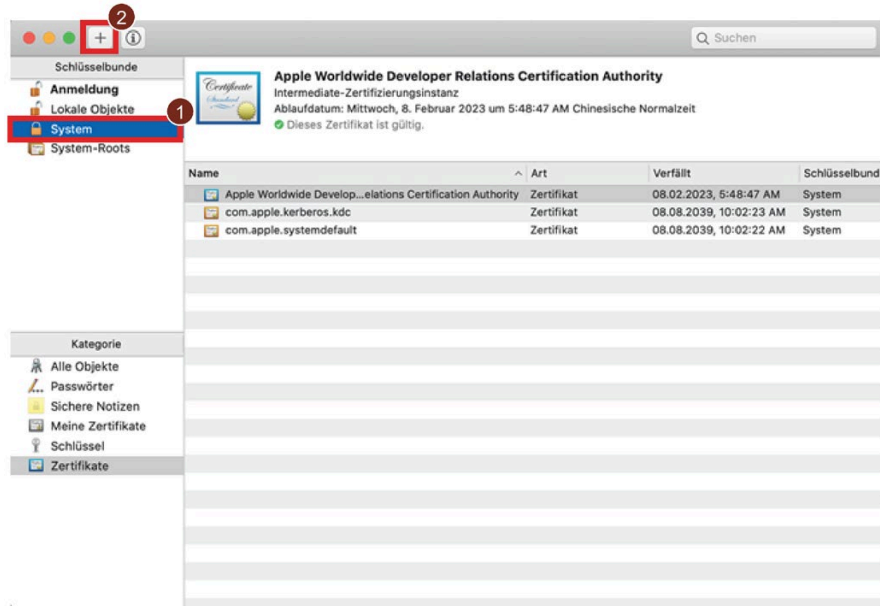 2
+
Suchen
Schlüsselbunde
Anmeldung
Lokale Objekte
1
System
System-Roots
Certificate
Standard
Apple Worldwide Developer Relations Certification Authority
Intermediate-Zertifizierungsinstanz
Ablaufdatum: Mittwoch, 8. Februar 2023 um 5:48:47 AM Chinesische Normalzeit
Dieses Zertifikat ist gültig.
Name Art Verfällt Schlüsselbund
Apple Worldwide Develop...elations Certification Authority Zertifikat 08.02.2023, 5:48:47 AM System
com.apple.kerberos.kdc Zertifikat 08.08.2039, 10:02:23 AM System
com.apple.systemdefault Zertifikat 08.08.2039, 10:02:22 AM System
Kategorie
Alle Objekte
Passwörter
Sichere Notizen
Meine Zertifikate
Schlüssel
Zertifikate